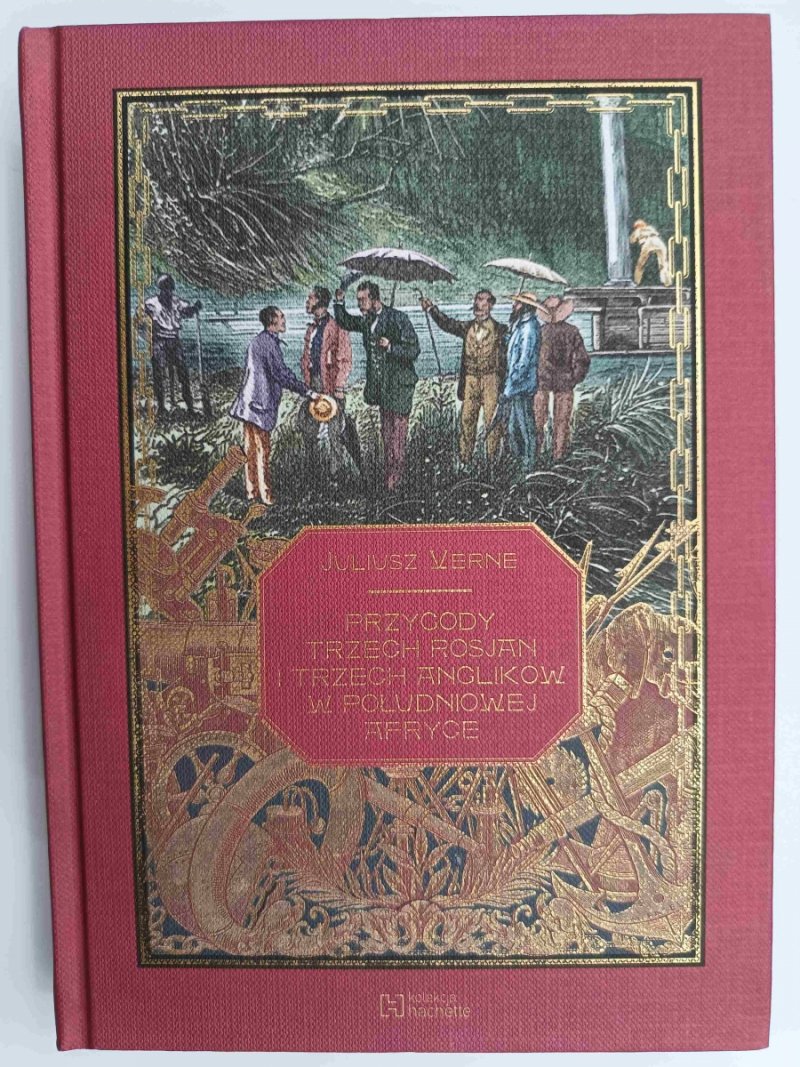 Juliusz Verne
Przygody
trzech Rosjan
i trzech Anglików
w Południowej
Afryce
kolekcja
hachette